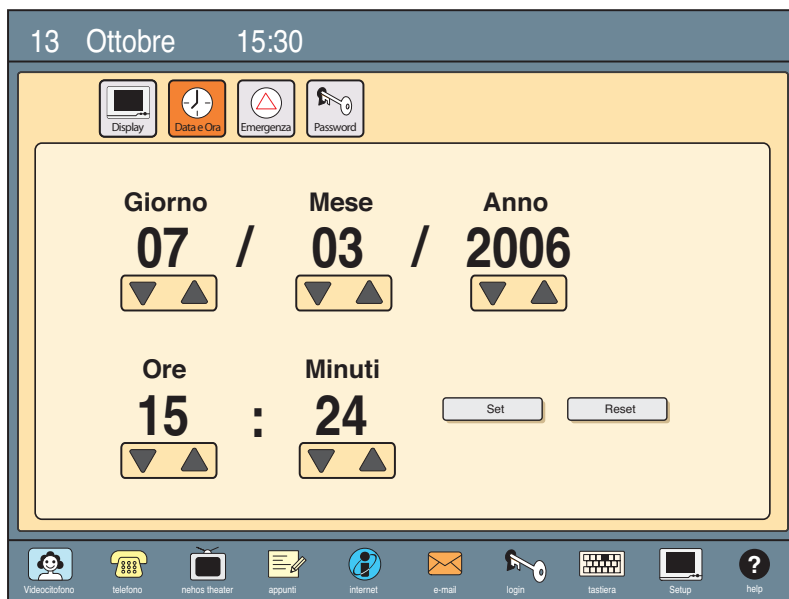 13 Ottobre 15:30
Display Data e Ora Emergenza Password
Giorno Mese Anno
07 / 03 / 2006
Ore Minuti
15 : 24 Set Reset
Videocitofono telefono nehos theater appunti internet e-mail login tastiera Setup help